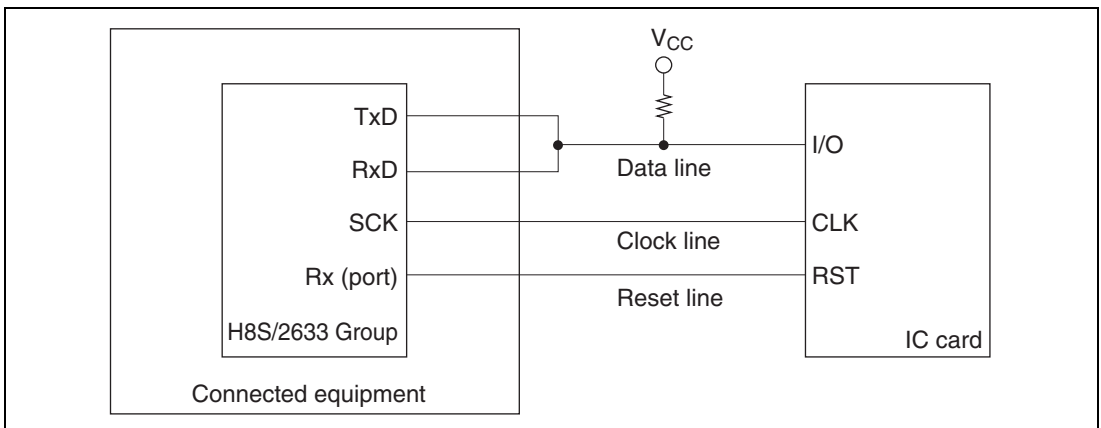 VCC
TxD
RxD
SCK
Rx (port)
H8S/2633 Group
Connected equipment
Data line
Clock line
Reset line
I/O
CLK
RST
IC card